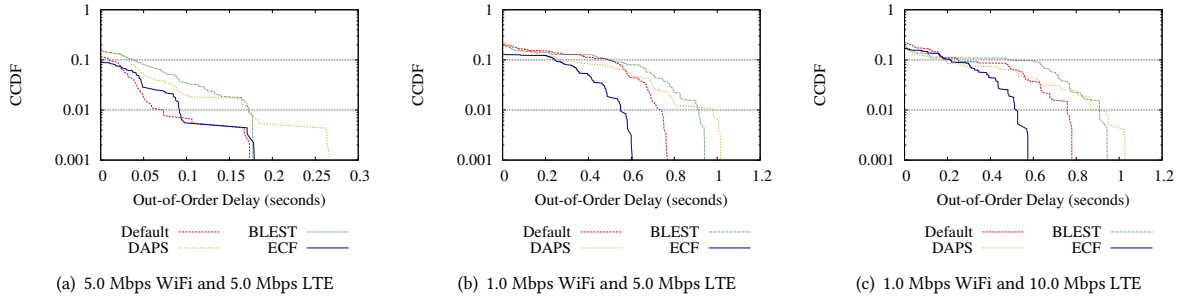 1
0.1
0.01
0.001
CCDF
0 0.05 0.1 0.15 0.2 0.25 0.3
Out-of-Order Delay (seconds)
Default BLEST
DAPS ECF
(a) 5.0 Mbps WiFi and 5.0 Mbps LTE
1
0.1
0.01
0.001
CCDF
0 0.2 0.4 0.6 0.8 1 1.2
Out-of-Order Delay (seconds)
Default BLEST
DAPS ECF
(b) 1.0 Mbps WiFi and 5.0 Mbps LTE
1
0.1
0.01
0.001
CCDF
0 0.2 0.4 0.6 0.8 1 1.2
Out-of-Order Delay (seconds)
Default BLEST
DAPS ECF
(c) 1.0 Mbps WiFi and 10.0 Mbps LTE